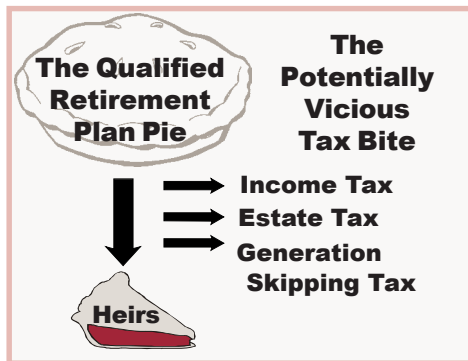 The Qualified
Retirement
Plan Pie
The
Potentially
Vicious
Tax Bite
Income Tax
Estate Tax
Generation
Skipping Tax
Heirs